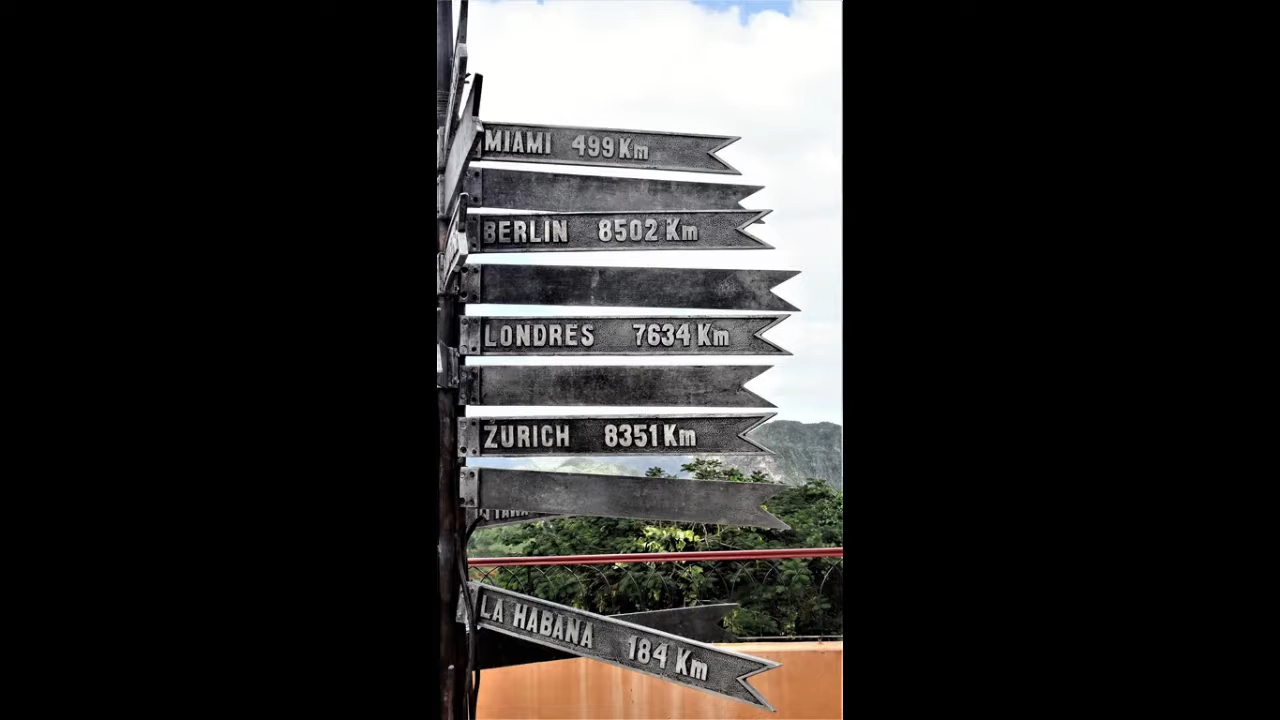 MIAMI 499 Km
BERLIN 8502 Km
LONDRES 7634 Km
ZURICH 8351 Km
LA HABANA 184 Km